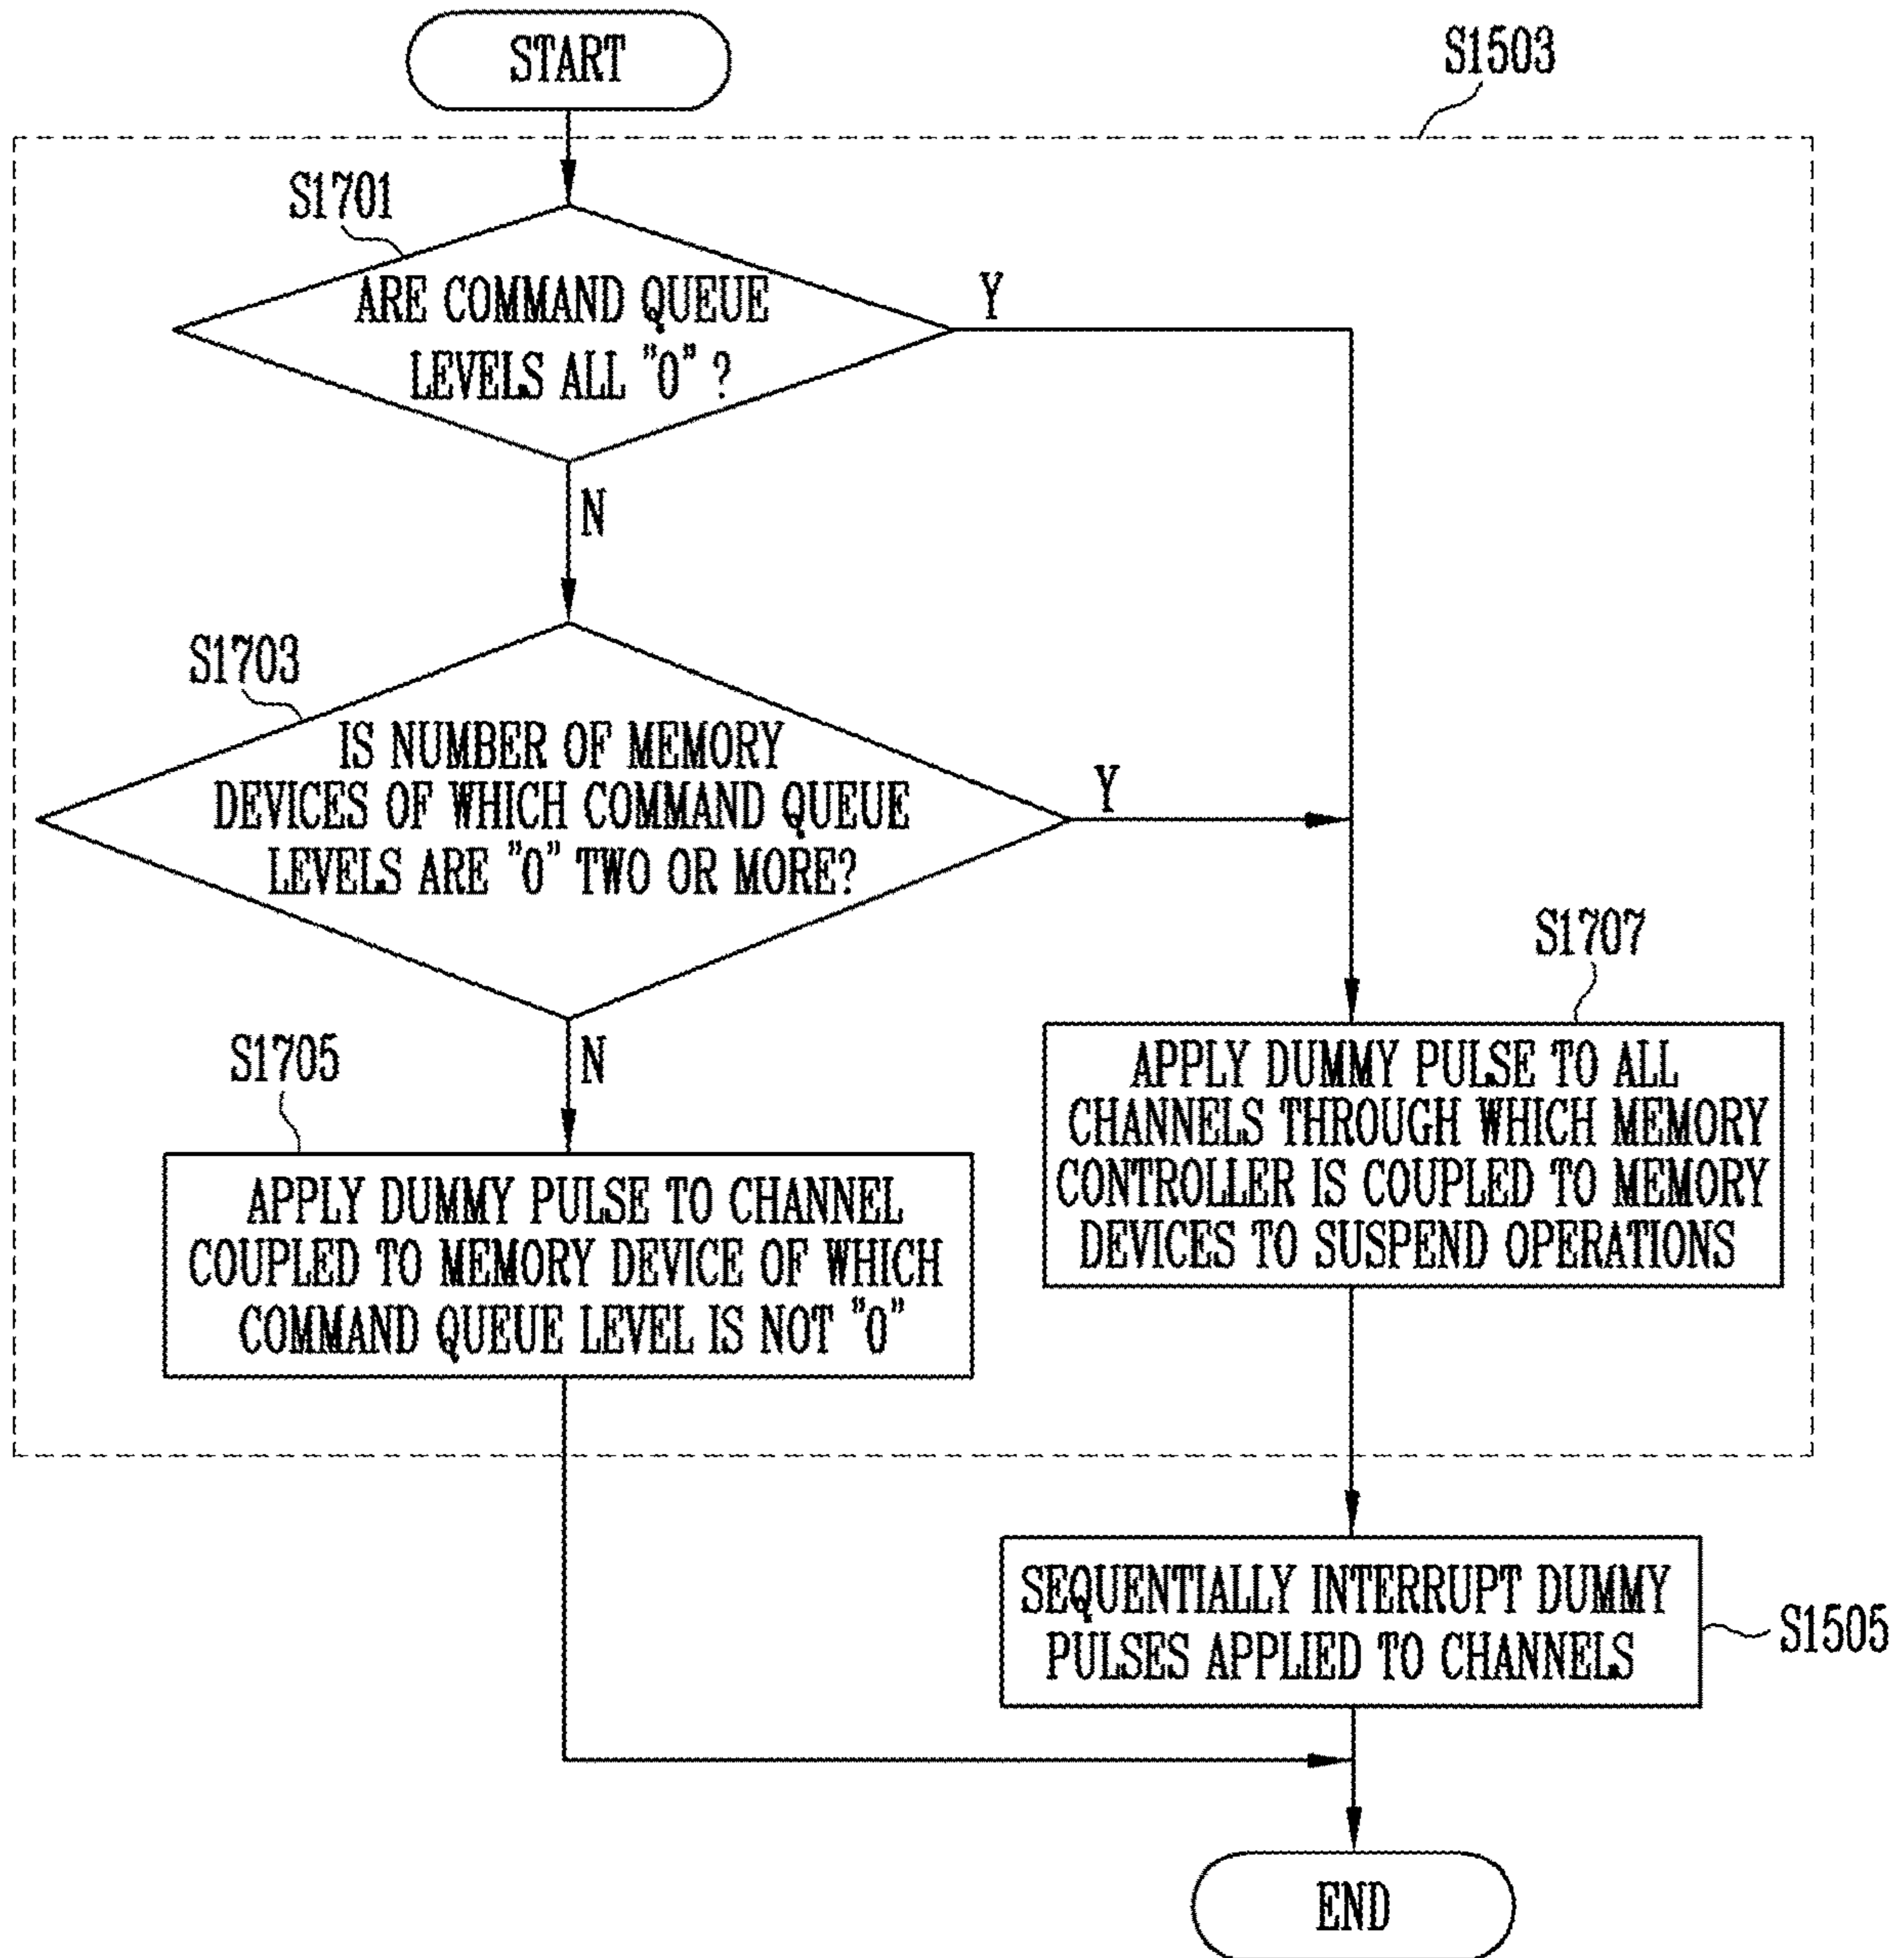 START
S1503
S1701
ARE COMMAND QUEUE
LEVELS ALL "0" ?
Y
N
S1703
IS NUMBER OF MEMORY
DEVICES OF WHICH COMMAND QUEUE
LEVELS ARE "0" TWO OR MORE?
Y
N
S1705
APPLY DUMMY PULSE TO CHANNEL
COUPLED TO MEMORY DEVICE OF WHICH
COMMAND QUEUE LEVEL IS NOT "0"
S1707
APPLY DUMMY PULSE TO ALL
CHANNELS THROUGH WHICH MEMORY
CONTROLLER IS COUPLED TO MEMORY
DEVICES TO SUSPEND OPERATIONS
SEQUENTIALLY INTERRUPT DUMMY
PULSES APPLIED TO CHANNELS
S1505
END